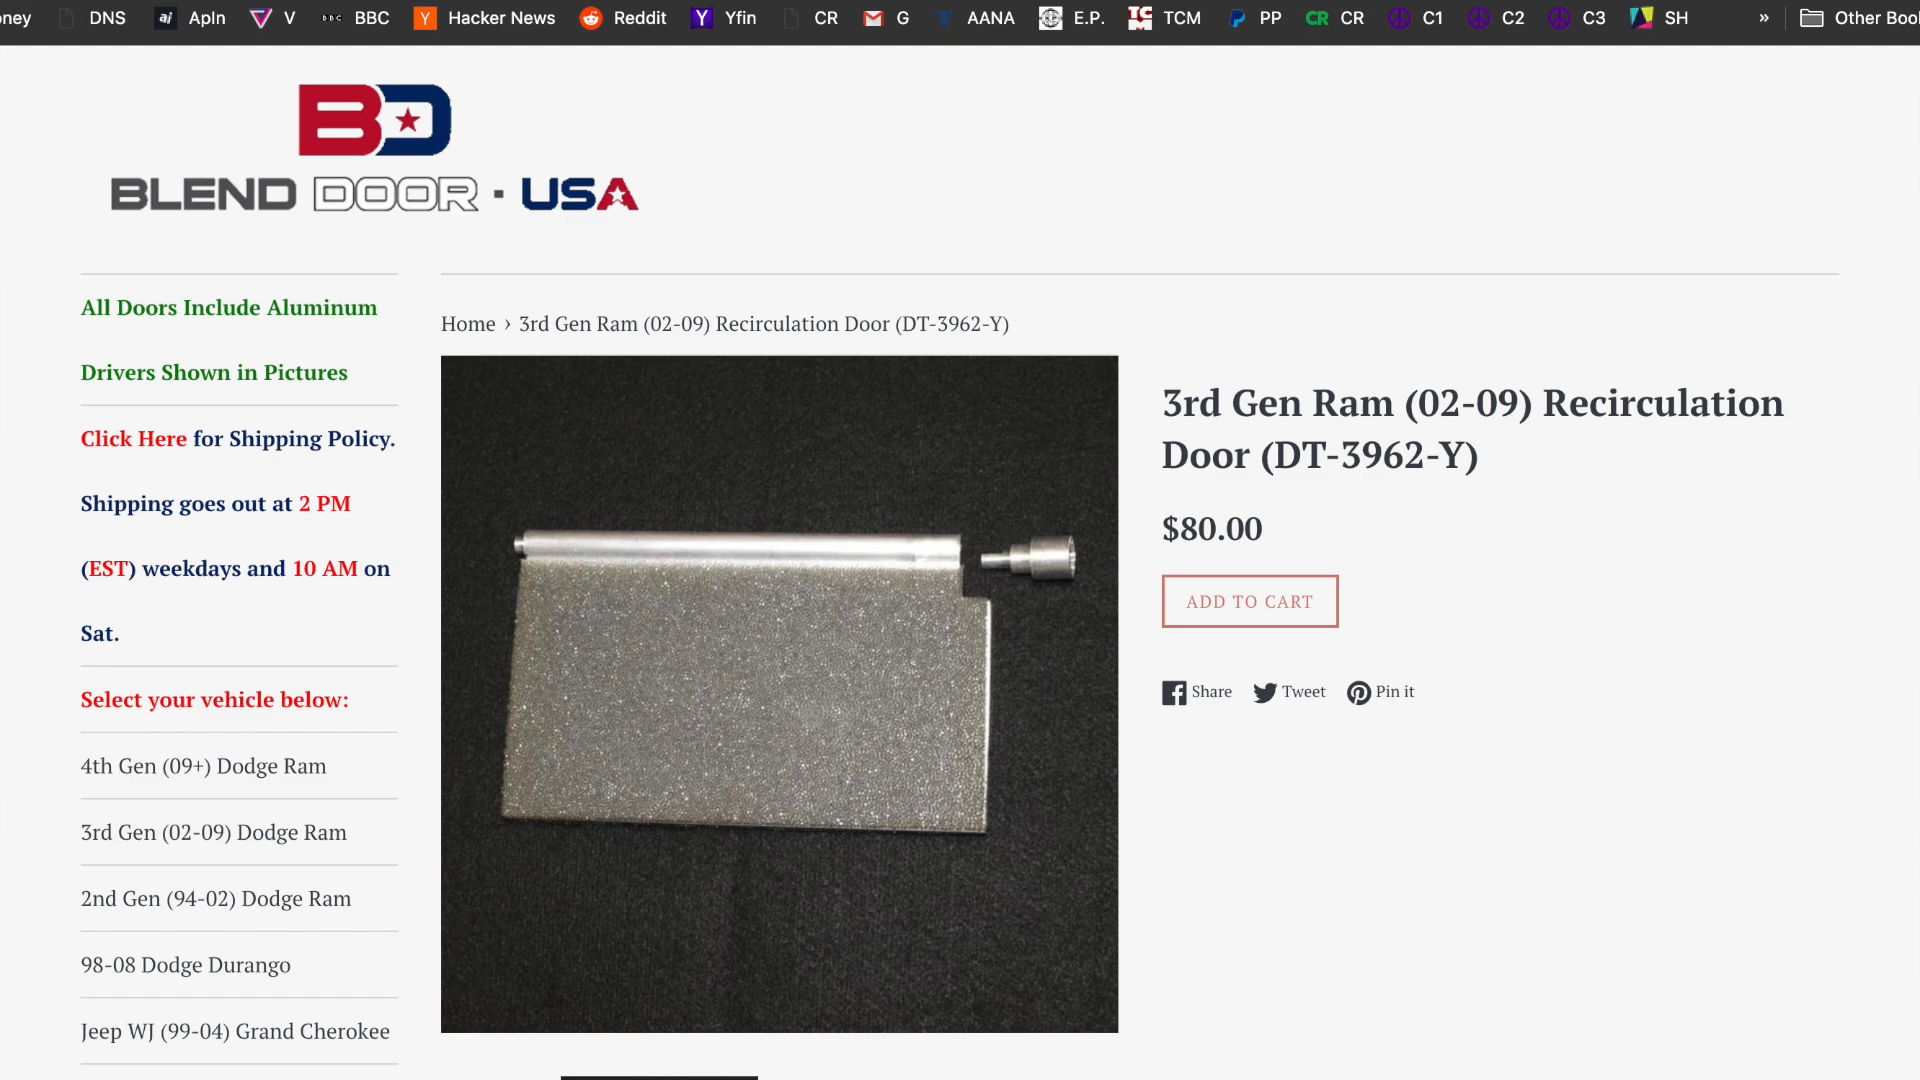 ney
DNS
ai ApIn
V
BBC BBC
Y Hacker News
Reddit
Y Yfin
CR
G
AANA
E.P.
TCM TCM
PP
CR CR
C1
C2
C3
SH
»
Other Boo
BD
BLEND DOOR · USA
All Doors Include Aluminum
Drivers Shown in Pictures
Click Here for Shipping Policy.
Shipping goes out at 2 PM
(EST) weekdays and 10 AM on
Sat.
Select your vehicle below:
4th Gen (09+) Dodge Ram
3rd Gen (02-09) Dodge Ram
2nd Gen (94-02) Dodge Ram
98-08 Dodge Durango
Jeep WJ (99-04) Grand Cherokee
Home › 3rd Gen Ram (02-09) Recirculation Door (DT-3962-Y)
3rd Gen Ram (02-09) Recirculation
Door (DT-3962-Y)
$80.00
ADD TO CART
Share
Tweet
Pin it